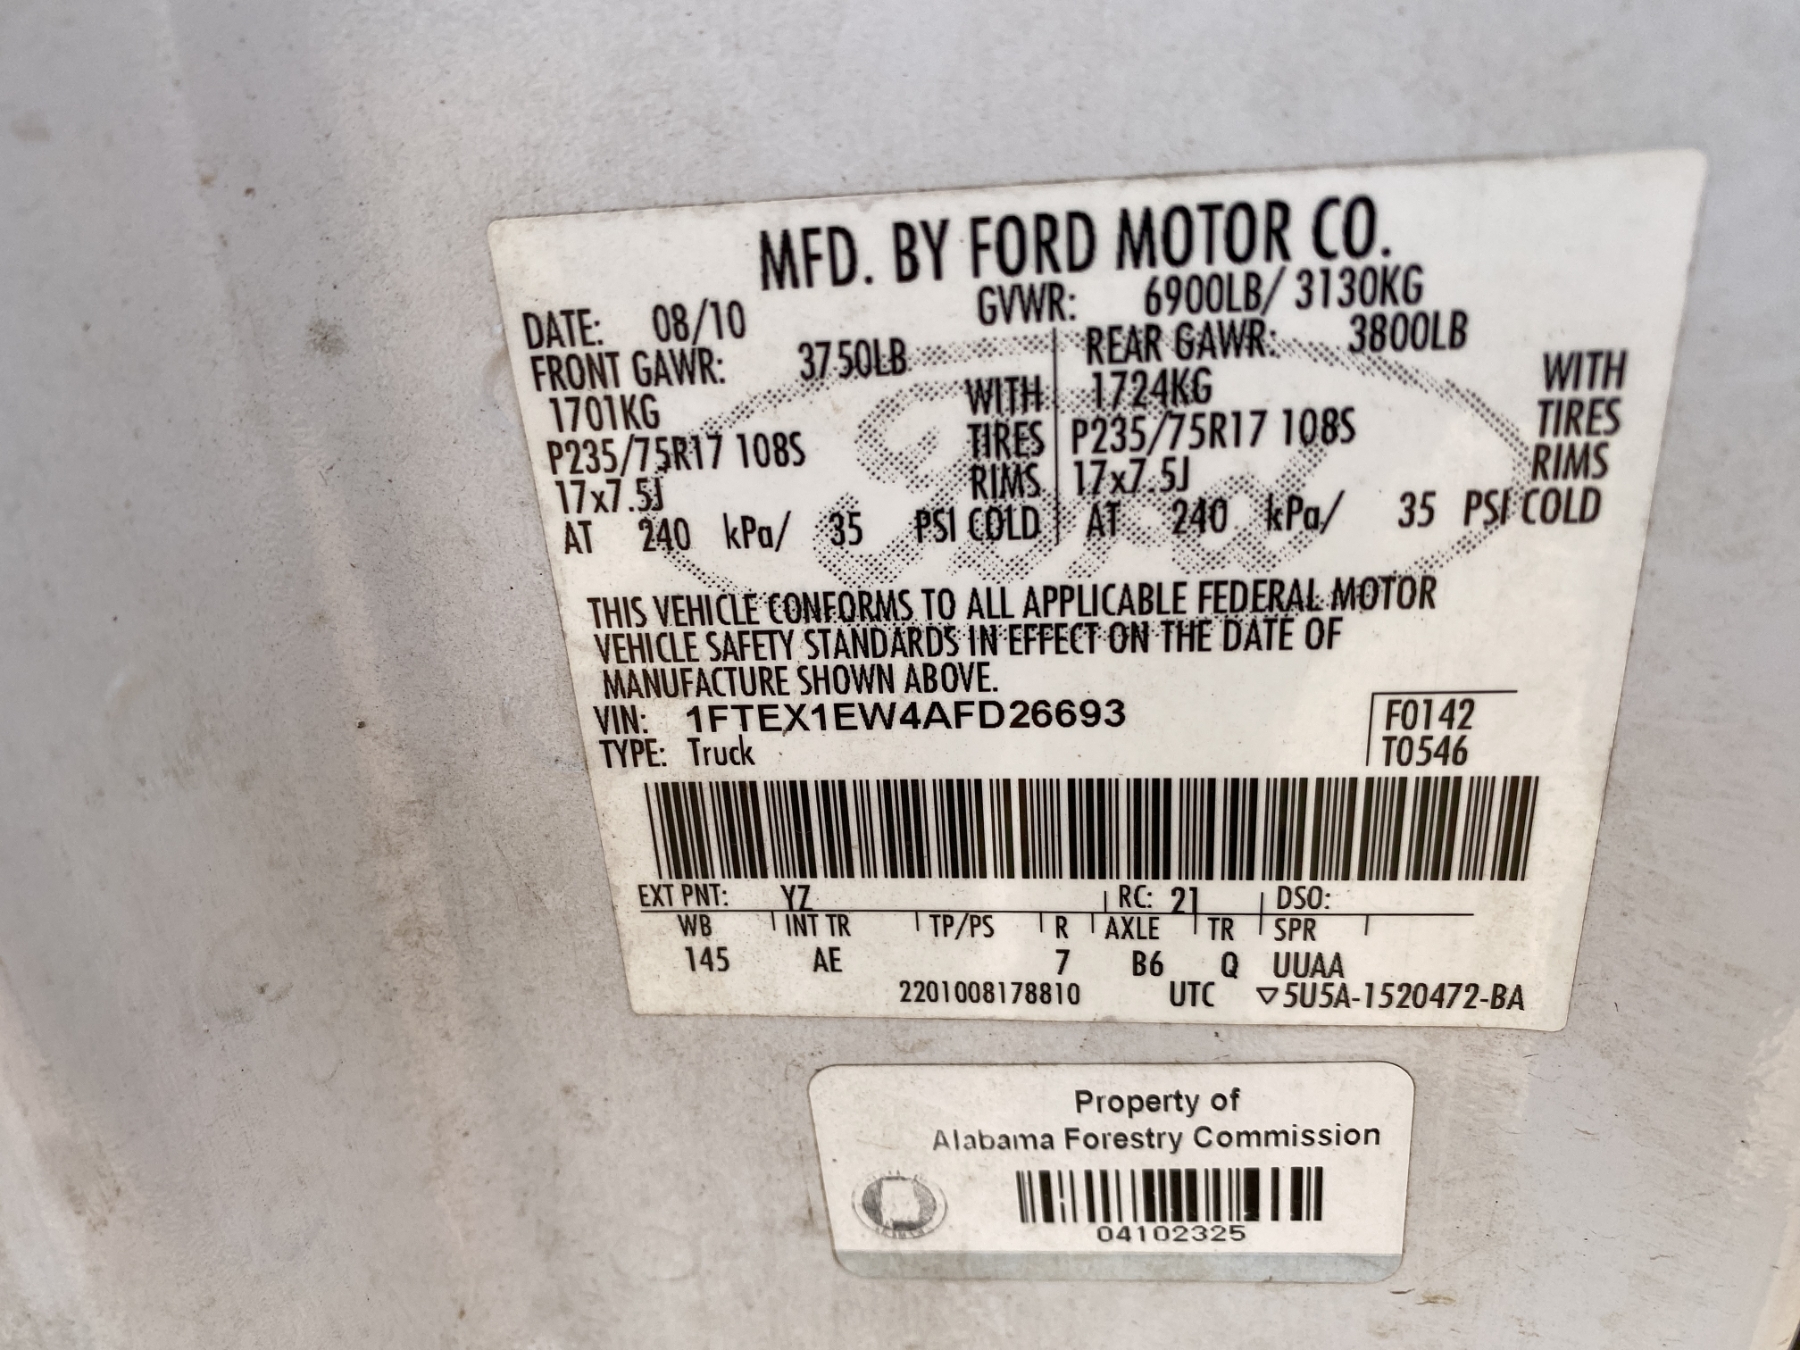 MFD. BY FORD MOTOR CO.
DATE: 08/10 GVWR: 6900LB/ 3130KG
FRONT GAWR: 3750LB REAR GAWR: 3800LB
1701KG WITH 1724KG WITH
P235/75R17 108S TIRES P235/75R17 108S TIRES
17x7.5J RIMS 17x7.5J RIMS
AT 240 kPa/ 35 PSI COLD AT 240 kPa/ 35 PSI COLD
THIS VEHICLE CONFORMS TO ALL APPLICABLE FEDERAL MOTOR
VEHICLE SAFETY STANDARDS IN EFFECT ON THE DATE OF
MANUFACTURE SHOWN ABOVE.
VIN: 1FTEX1EW4AFD26693 F0142
TYPE: Truck T0546
EXT PNT: YZ RC: 21 DSO:
WB INT TR TP/PS R AXLE TR SPR
145 AE 7 B6 Q UUAA
2201008178810 UTC ▽5U5A-1520472-BA
Property of
Alabama Forestry Commission
04102325